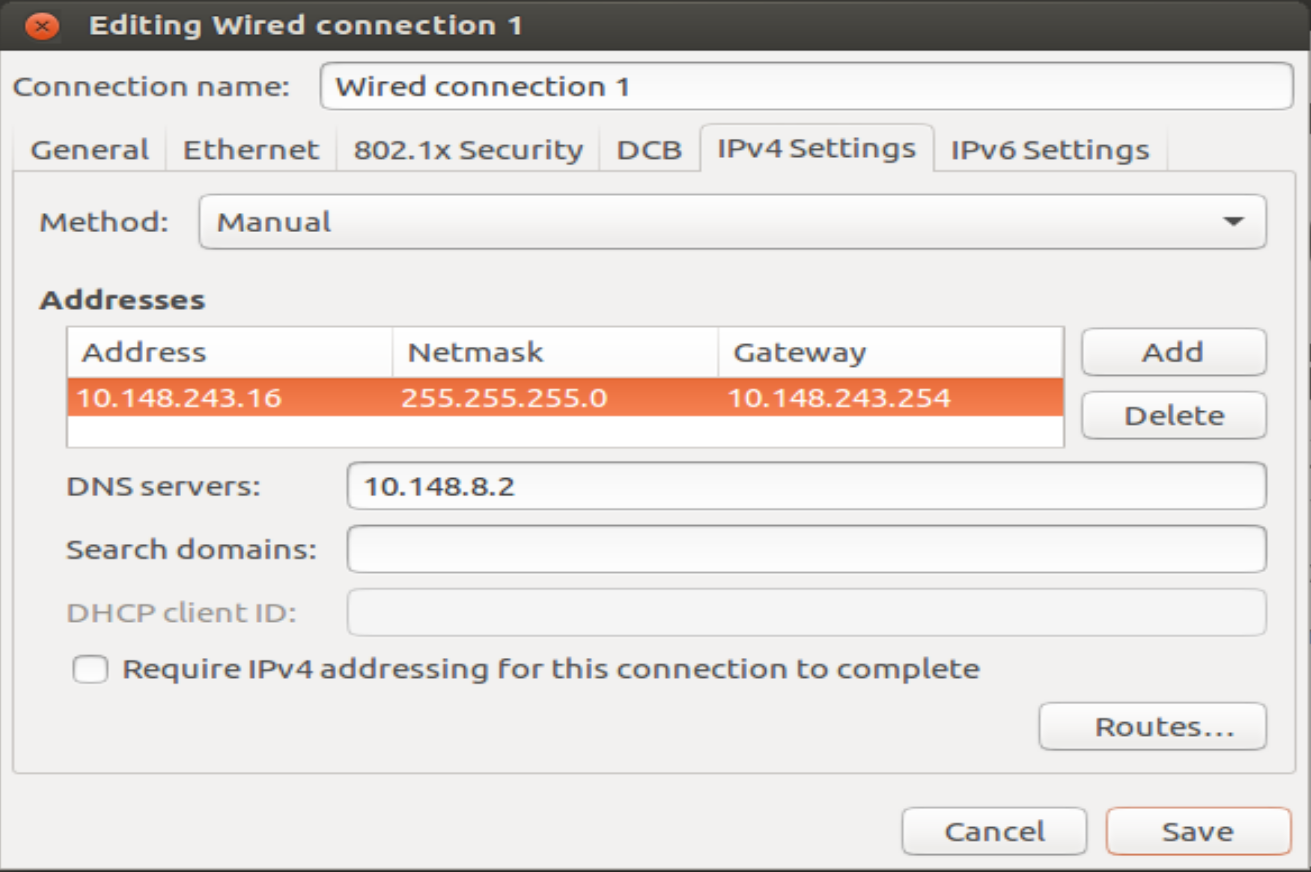 Editing Wired connection 1
Connection name: Wired connection 1
General Ethernet 802.1x Security DCB IPv4 Settings IPv6 Settings
Method: Manual
Addresses
Address Netmask Gateway Add
10.148.243.16 255.255.255.0 10.148.243.254
Delete
DNS servers: 10.148.8.2
Search domains:
DHCP client ID:
Require IPv4 addressing for this connection to complete
Routes...
Cancel Save